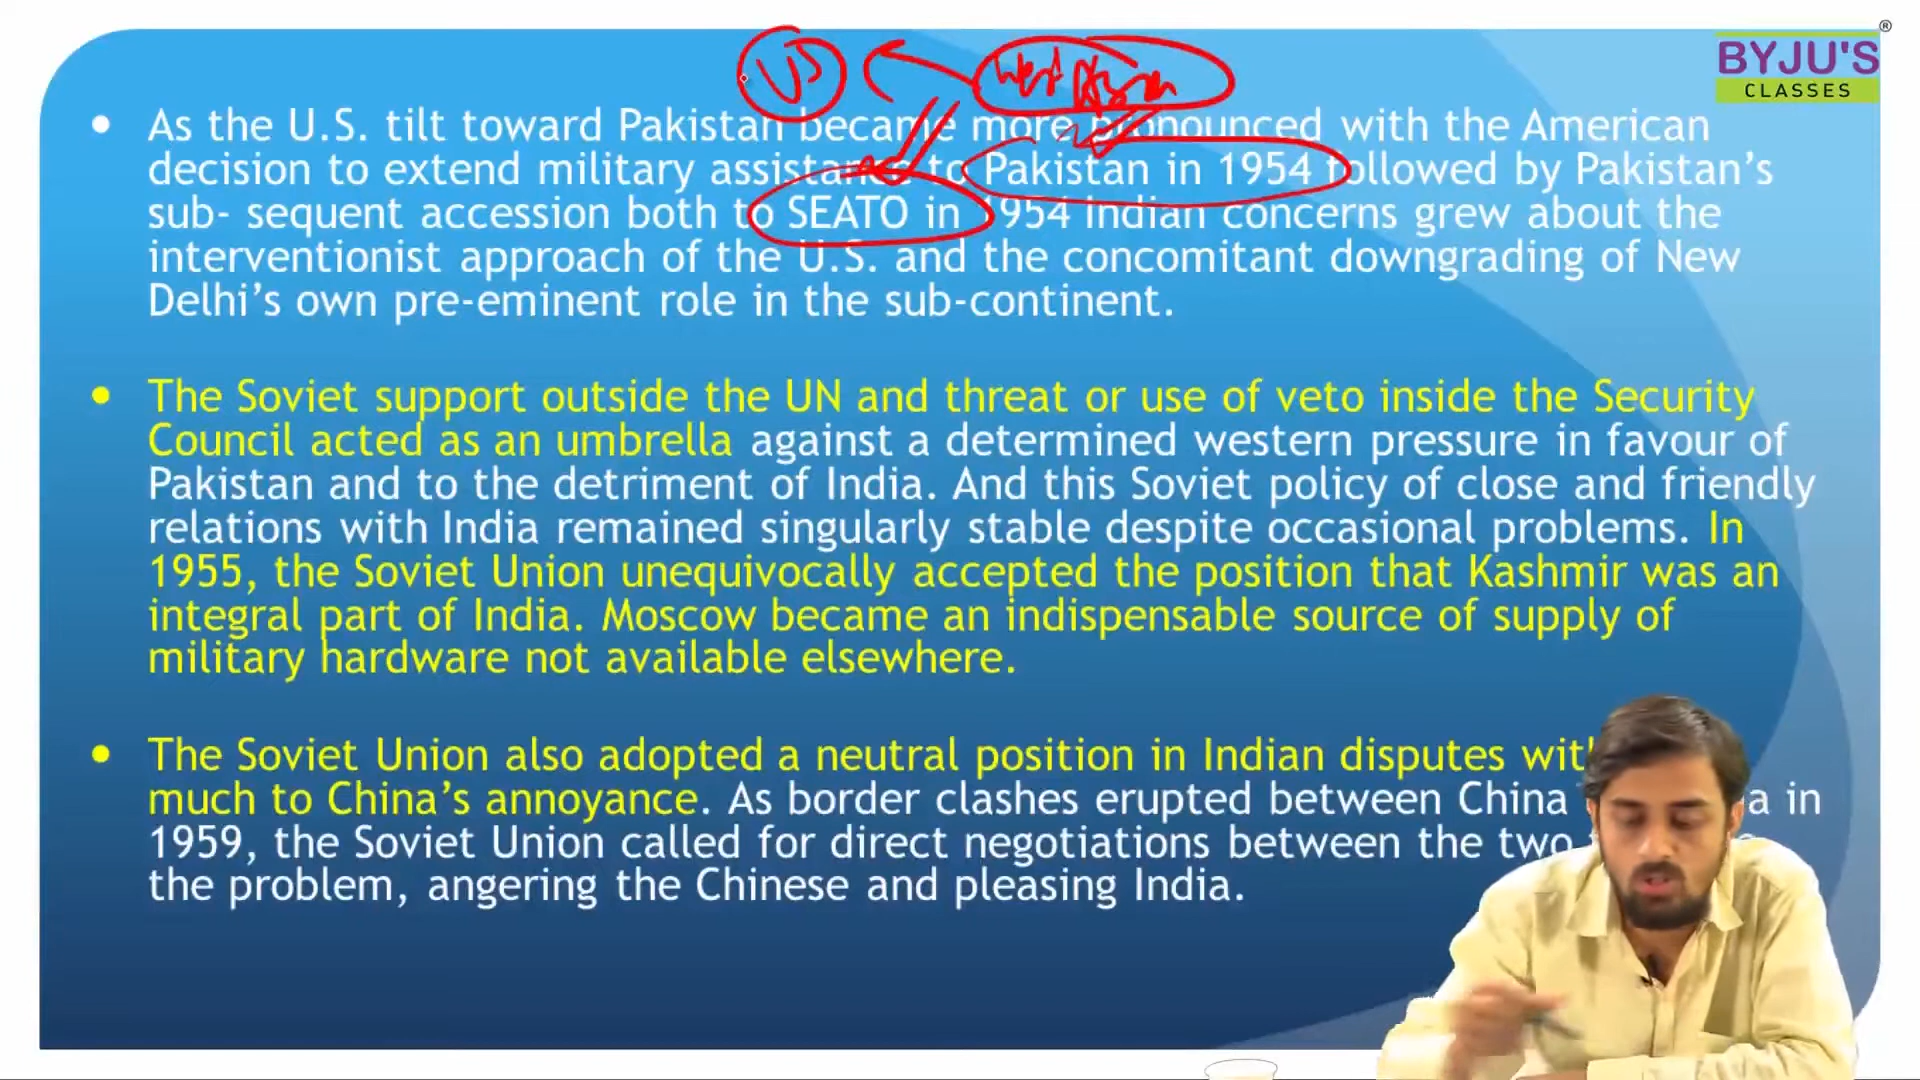 BYJU'S
®
CLASSES
US
West Asia
As the U.S. tilt toward Pakistan became more pronounced with the American
decision to extend military assistance to Pakistan in 1954 followed by Pakistan’s
sub- sequent accession both to SEATO in 1954 Indian concerns grew about the
interventionist approach of the U.S. and the concomitant downgrading of New
Delhi’s own pre-eminent role in the sub-continent.
The Soviet support outside the UN and threat or use of veto inside the Security
Council acted as an umbrella against a determined western pressure in favour of
Pakistan and to the detriment of India. And this Soviet policy of close and friendly
relations with India remained singularly stable despite occasional problems. In
1955, the Soviet Union unequivocally accepted the position that Kashmir was an
integral part of India. Moscow became an indispensable source of supply of
military hardware not available elsewhere.
The Soviet Union also adopted a neutral position in Indian disputes
much to China’s annoyance. As border clashes erupted between China a in
1959, the Soviet Union called for direct negotiations between the two
the problem, angering the Chinese and pleasing India.